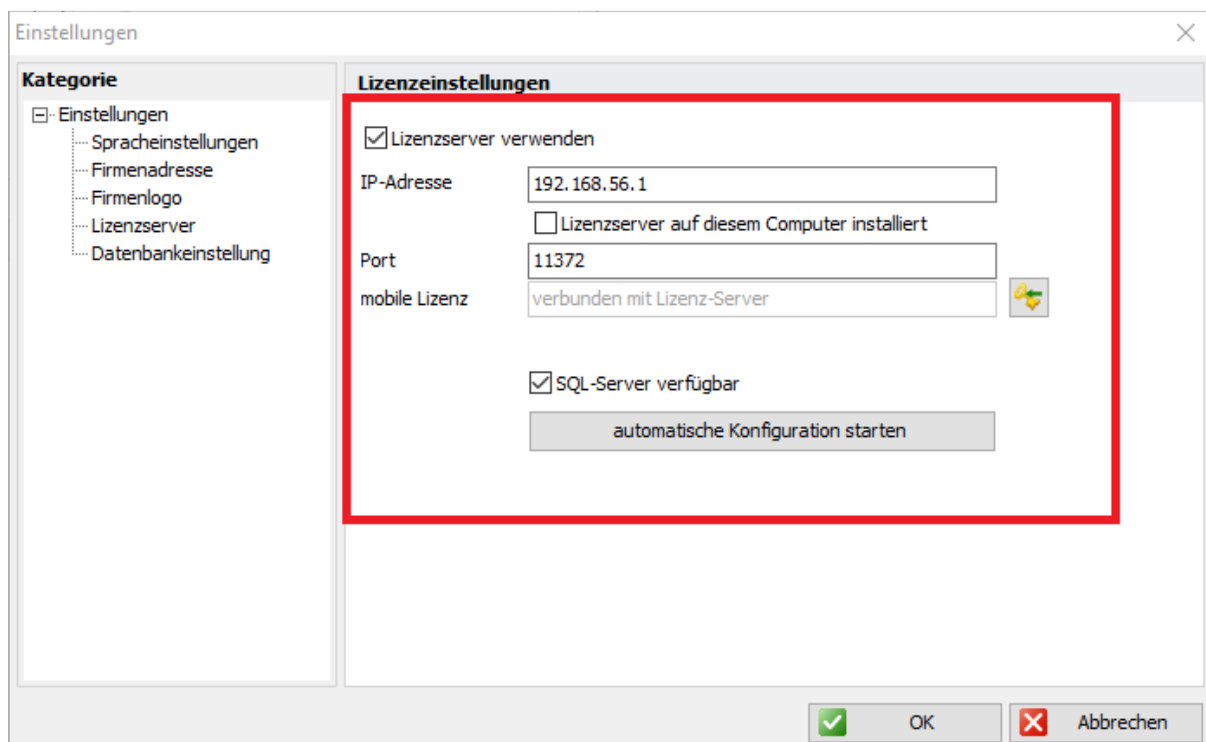 Einstellungen
Kategorie
Einstellungen
Spracheinstellungen
Firmenadresse
Firmenlogo
Lizenzserver
Datenbankeinstellung
Lizenzeinstellungen
Lizenzserver verwenden
IP-Adresse 192.168.56.1
Lizenzserver auf diesem Computer installiert
Port 11372
mobile Lizenz verbunden mit Lizenz-Server
SQL-Server verfügbar
automatische Konfiguration starten
OK Abbrechen